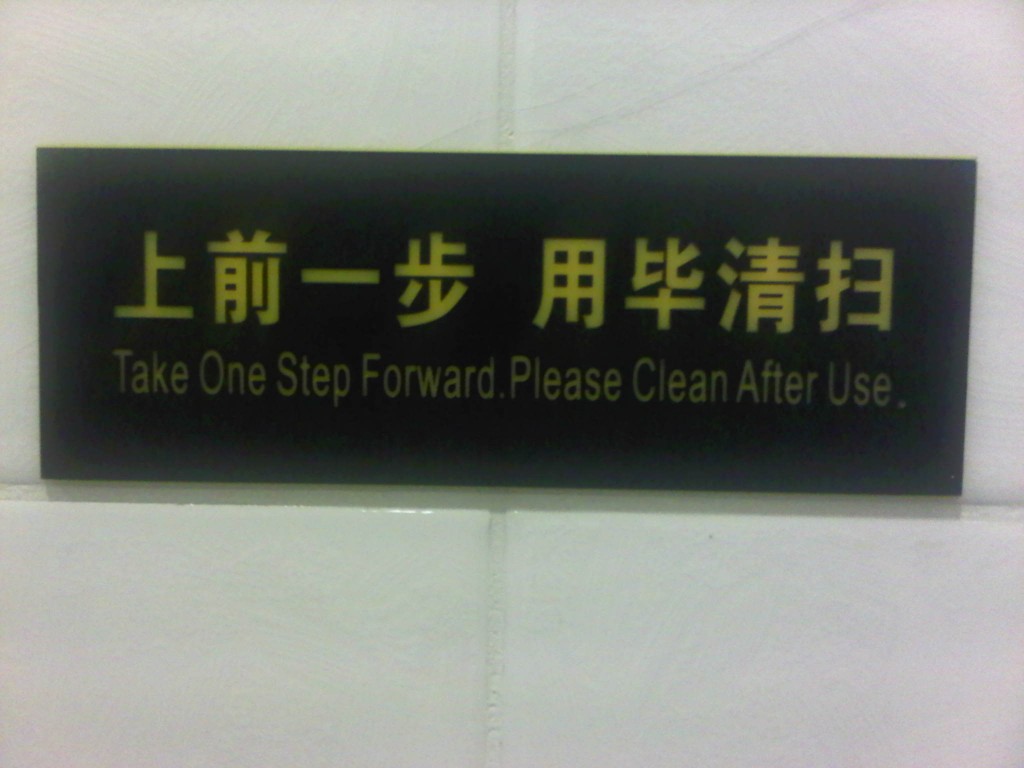 上前一步 用毕清扫
Take One Step Forward.Please Clean After Use.